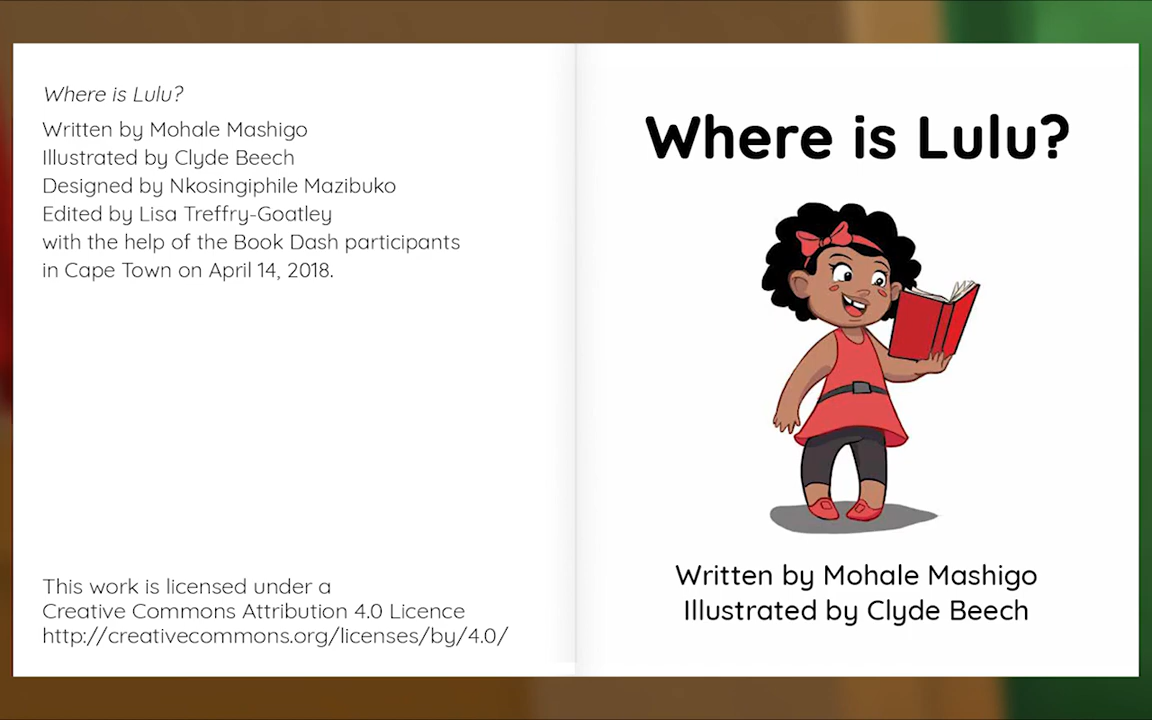 Where is Lulu?
Written by Mohale Mashigo
Illustrated by Clyde Beech
Designed by Nkosingiphile Mazibuko
Edited by Lisa Treffry-Goatley
with the help of the Book Dash participants
in Cape Town on April 14, 2018.
This work is licensed under a
Creative Commons Attribution 4.0 Licence
http://creativecommons.org/licenses/by/4.0/
Where is Lulu?
Written by Mohale Mashigo
Illustrated by Clyde Beech